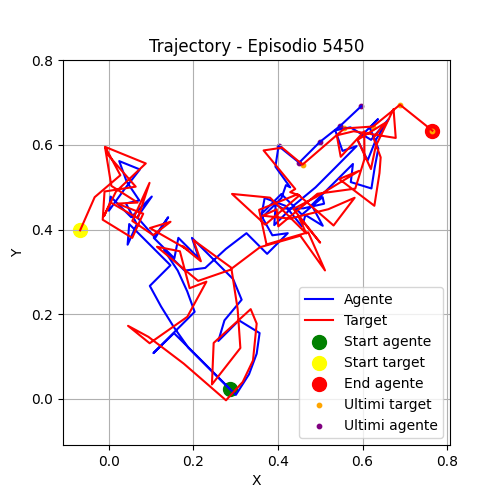 Trajectory - Episodio 5450
0.8
0.6
0.4
0.2
0.0
Y
0.0
0.2
0.4
0.6
0.8
X
Agente
Target
Start agente
Start target
End agente
Ultimi target
Ultimi agente